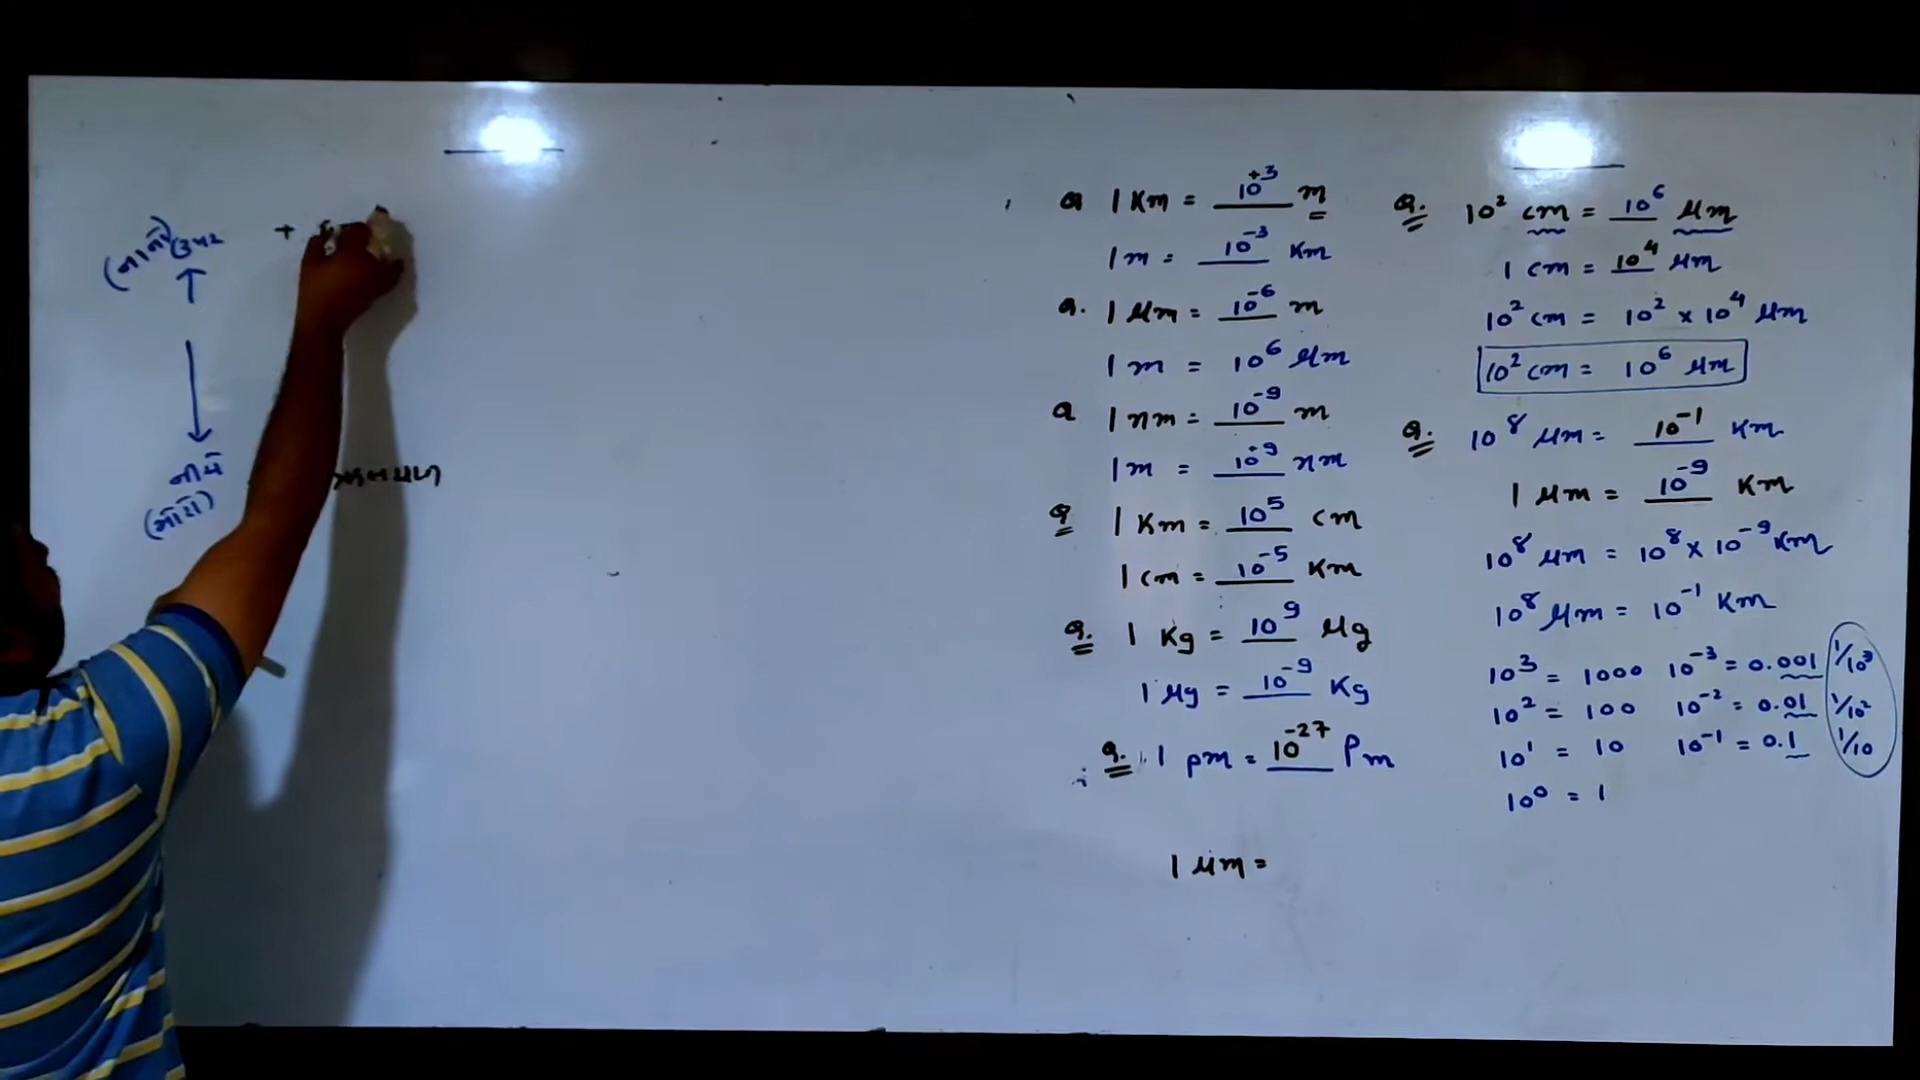 (નાનો) ઉપર
+
નીચે
(મોટો)
Q 1 Km = 10^+3 m
1 m = 10^-3 Km
Q. 1 μm = 10^-6 m
1 m = 10^6 μm
Q 1 nm = 10^-9 m
1 m = 10^+9 nm
Q 1 Km = 10^5 cm
1 cm = 10^-5 Km
Q. 1 Kg = 10^9 μg
1 μg = 10^-9 Kg
Q. 1 pm = 10^-27 Pm
1 μm =
Q. 10^2 cm = 10^6 μm
1 cm = 10^4 μm
10^2 cm = 10^2 x 10^4 μm
10^2 cm = 10^6 μm
Q. 10^8 μm = 10^-1 Km
1 μm = 10^-9 Km
10^8 μm = 10^8 x 10^-9 Km
10^8 μm = 10^-1 Km
10^3 = 1000 10^-3 = 0.001 1/10^3
10^2 = 100 10^-2 = 0.01 1/10^2
10^1 = 10 10^-1 = 0.1 1/10
10^0 = 1